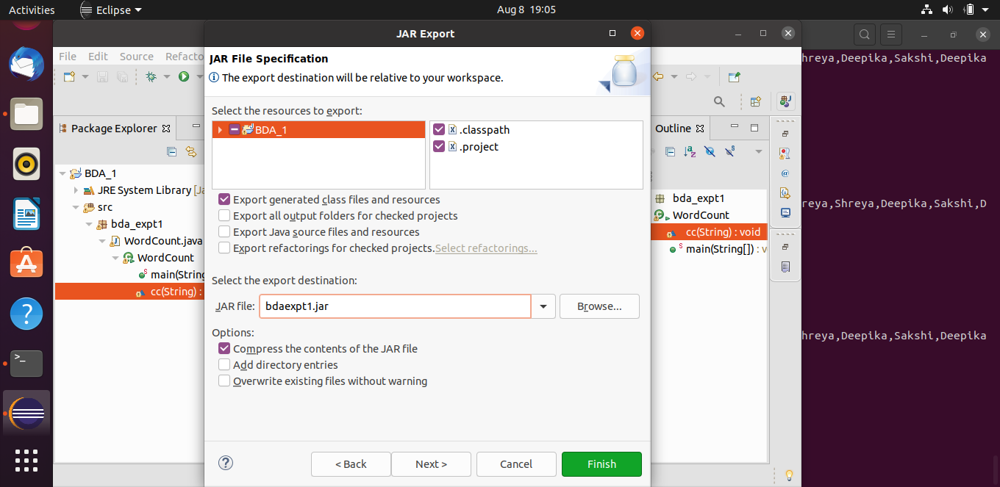 Activities
Eclipse
Aug 8 19:05
JAR Export
File Edit Source Refacto
JAR File Specification
The export destination will be relative to your workspace.
Select the resources to export:
BDA_1
.classpath
.project
Export generated class files and resources
Export all output folders for checked projects
Export Java source files and resources
Export refactorings for checked projects. Select refactorings...
Select the export destination:
JAR file: bdaexpt1.jar Browse...
Options:
Compress the contents of the JAR file
Add directory entries
Overwrite existing files without warning
< Back Next > Cancel Finish
Package Explorer
BDA_1
JRE System Library [Ja
src
bda_expt1
WordCount.java
WordCount
main(String
cc(String) :
Outline
bda_expt1
WordCount
cc(String) : void
main(String[]) : v
hreya,Deepika,Sakshi,Deepika
reya,Shreya,Deepika,Sakshi,D
hreya,Deepika,Sakshi,Deepika